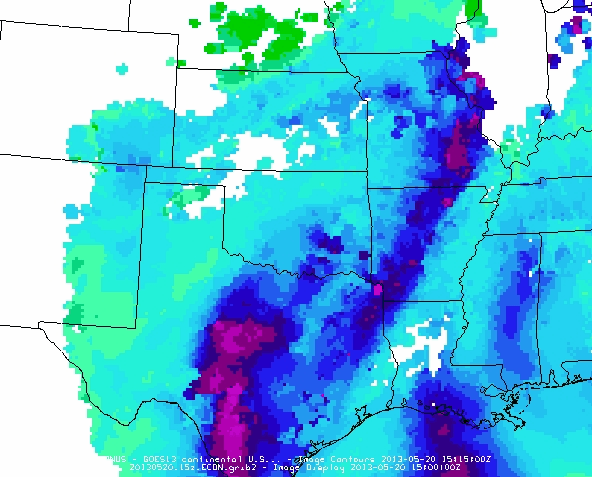 NUS - GOES13 continental U.S... - Image Contours 2013-05-20 15:15:00Z
20130520.15z.ECON.grib2 - Image Display 2013-05-20 15:00:00Z